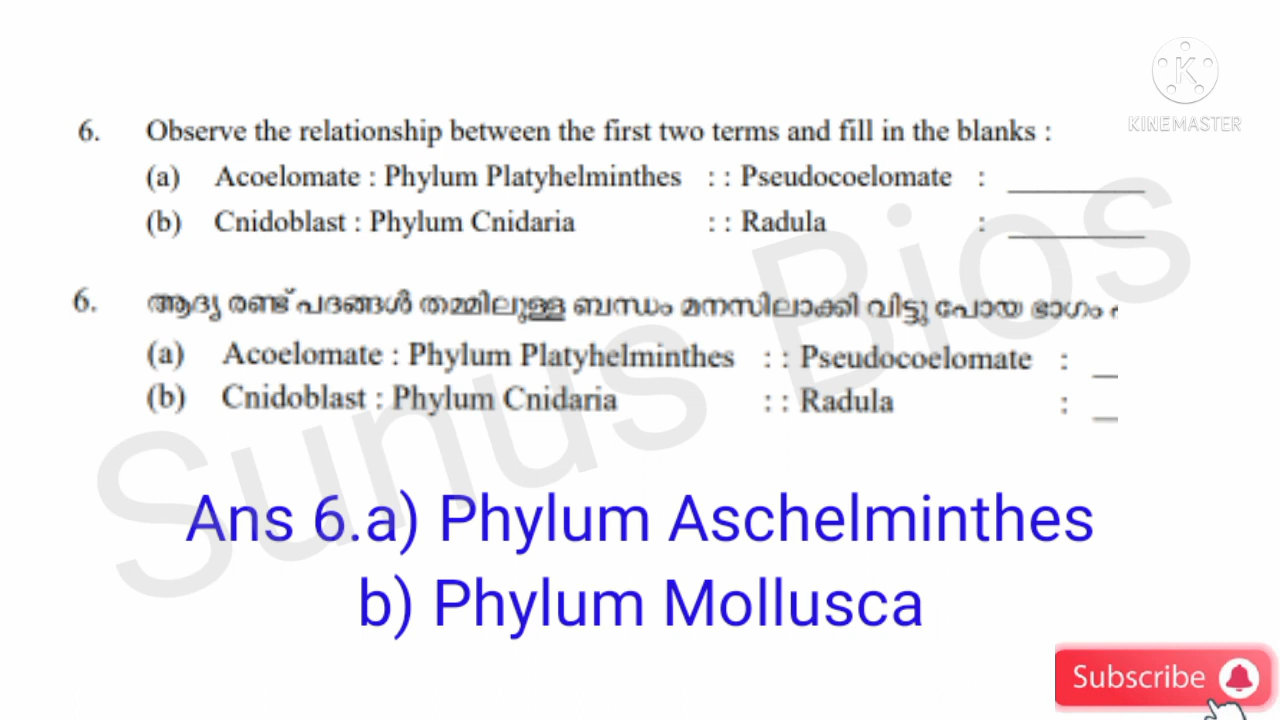 KINEMASTER
6. Observe the relationship between the first two terms and fill in the blanks :
(a) Acoelomate : Phylum Platyhelminthes : : Pseudocoelomate : ________
(b) Cnidoblast : Phylum Cnidaria : : Radula : ________
6. ആദ്യ രണ്ട് പദങ്ങൾ തമ്മിലുള്ള ബന്ധം മനസിലാക്കി വിട്ടു പോയ ഭാഗം
(a) Acoelomate : Phylum Platyhelminthes : : Pseudocoelomate : _
(b) Cnidoblast : Phylum Cnidaria : : Radula : _
Sunus Bios
Ans 6.a) Phylum Aschelminthes
b) Phylum Mollusca
Subscribe